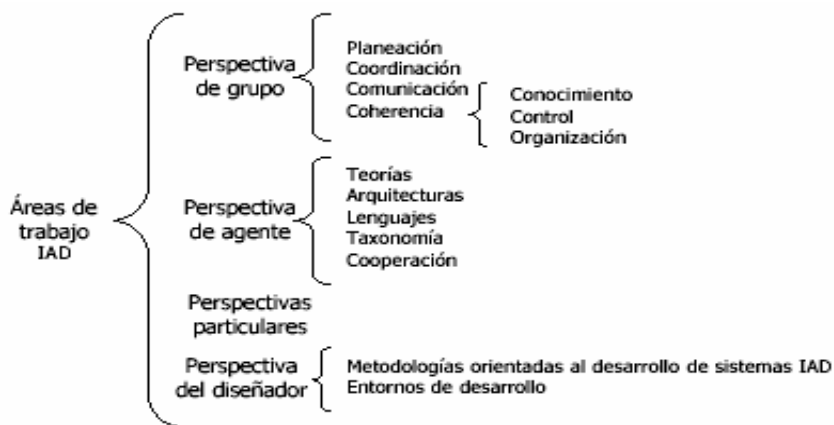 Áreas de
trabajo
IAD
Perspectiva
de grupo
Planeación
Coordinación
Comunicación
Coherencia
Conocimiento
Control
Organización
Perspectiva
de agente
Teorías
Arquitecturas
Lenguajes
Taxonomía
Cooperación
Perspectivas
particulares
Perspectiva
del diseñador
Metodologías orientadas al desarrollo de sistemas IAD
Entornos de desarrollo